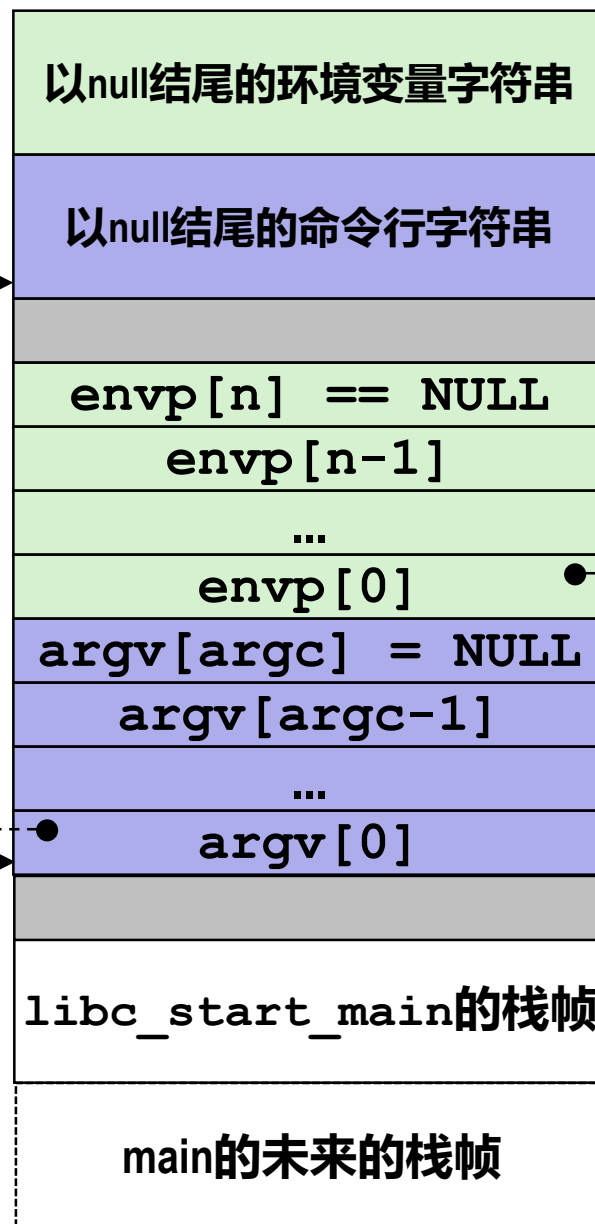 以null结尾的环境变量字符串
以null结尾的命令行字符串
envp[n] == NULL
envp[n-1]
…
envp[0]
argv[argc] = NULL
argv[argc-1]
…
argv[0]
libc_start_main的栈帧
main的未来的栈帧